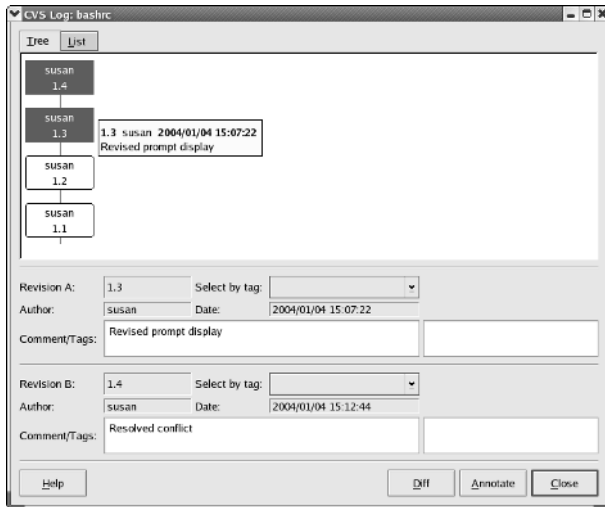 CVS Log: bashrc
Tree List
susan
1.4
susan
1.3
1.3 susan 2004/01/04 15:07:22
Revised prompt display
susan
1.2
susan
1.1
Revision A: 1.3 Select by tag:
Author: susan Date: 2004/01/04 15:07:22
Comment/Tags: Revised prompt display
Revision B: 1.4 Select by tag:
Author: susan Date: 2004/01/04 15:12:44
Comment/Tags: Resolved conflict
Help Diff Annotate Close